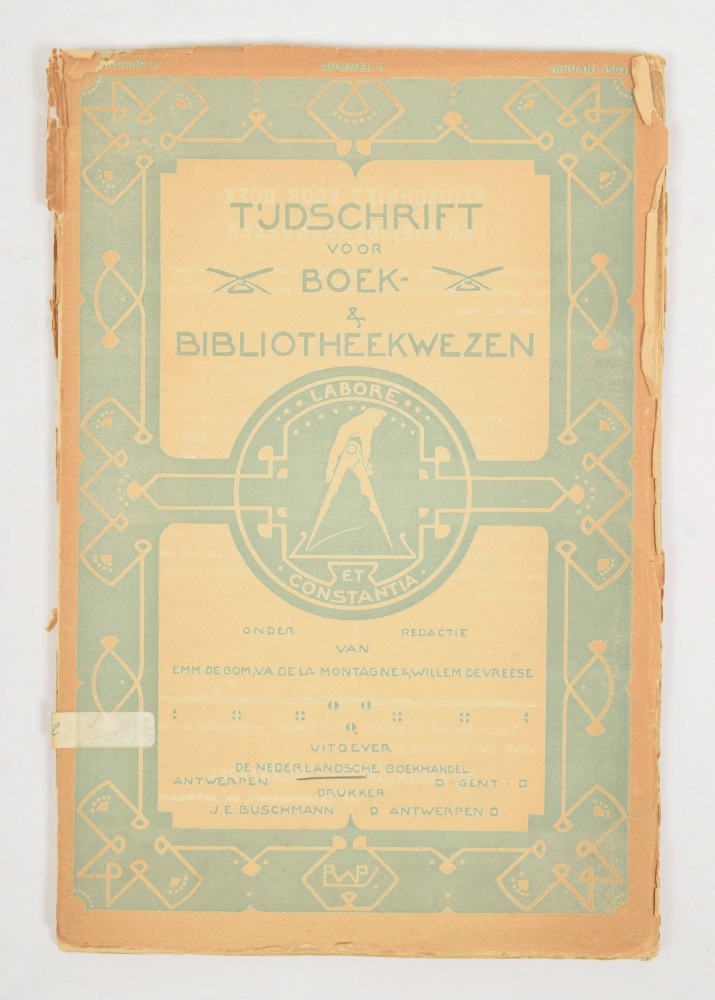 JAARGANG 1.
NUMMER 1.
JANUARI 1903
TIJDSCHRIFT
VOOR
BOEK-
&
BIBLIOTHEEKWEZEN
LABORE
ET
CONSTANTIA
ONDER REDACTIE
VAN
EMM. DE BOM, V.A. DE LA MONTAGNE & WILLEM DE VREESE
UITGEVER
DE NEDERLANDSCHE BOEKHANDEL
ANTWERPEN GENT
DRUKKER
J.E. BUSCHMANN ANTWERPEN